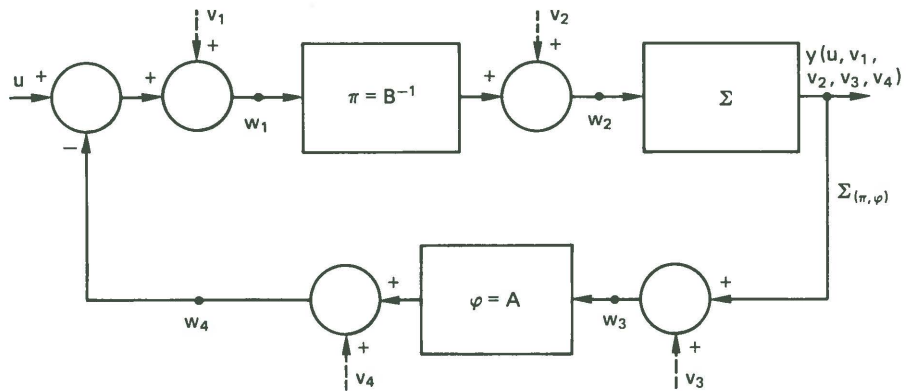 v₁
v₂
u + + + + + y(u, v₁,
v₂, v₃, v₄)
π = B⁻¹
Σ
w₁
w₂
−
Σ(π,φ)
+ φ = A +
w₄
w₃
+ +
v₄
v₃